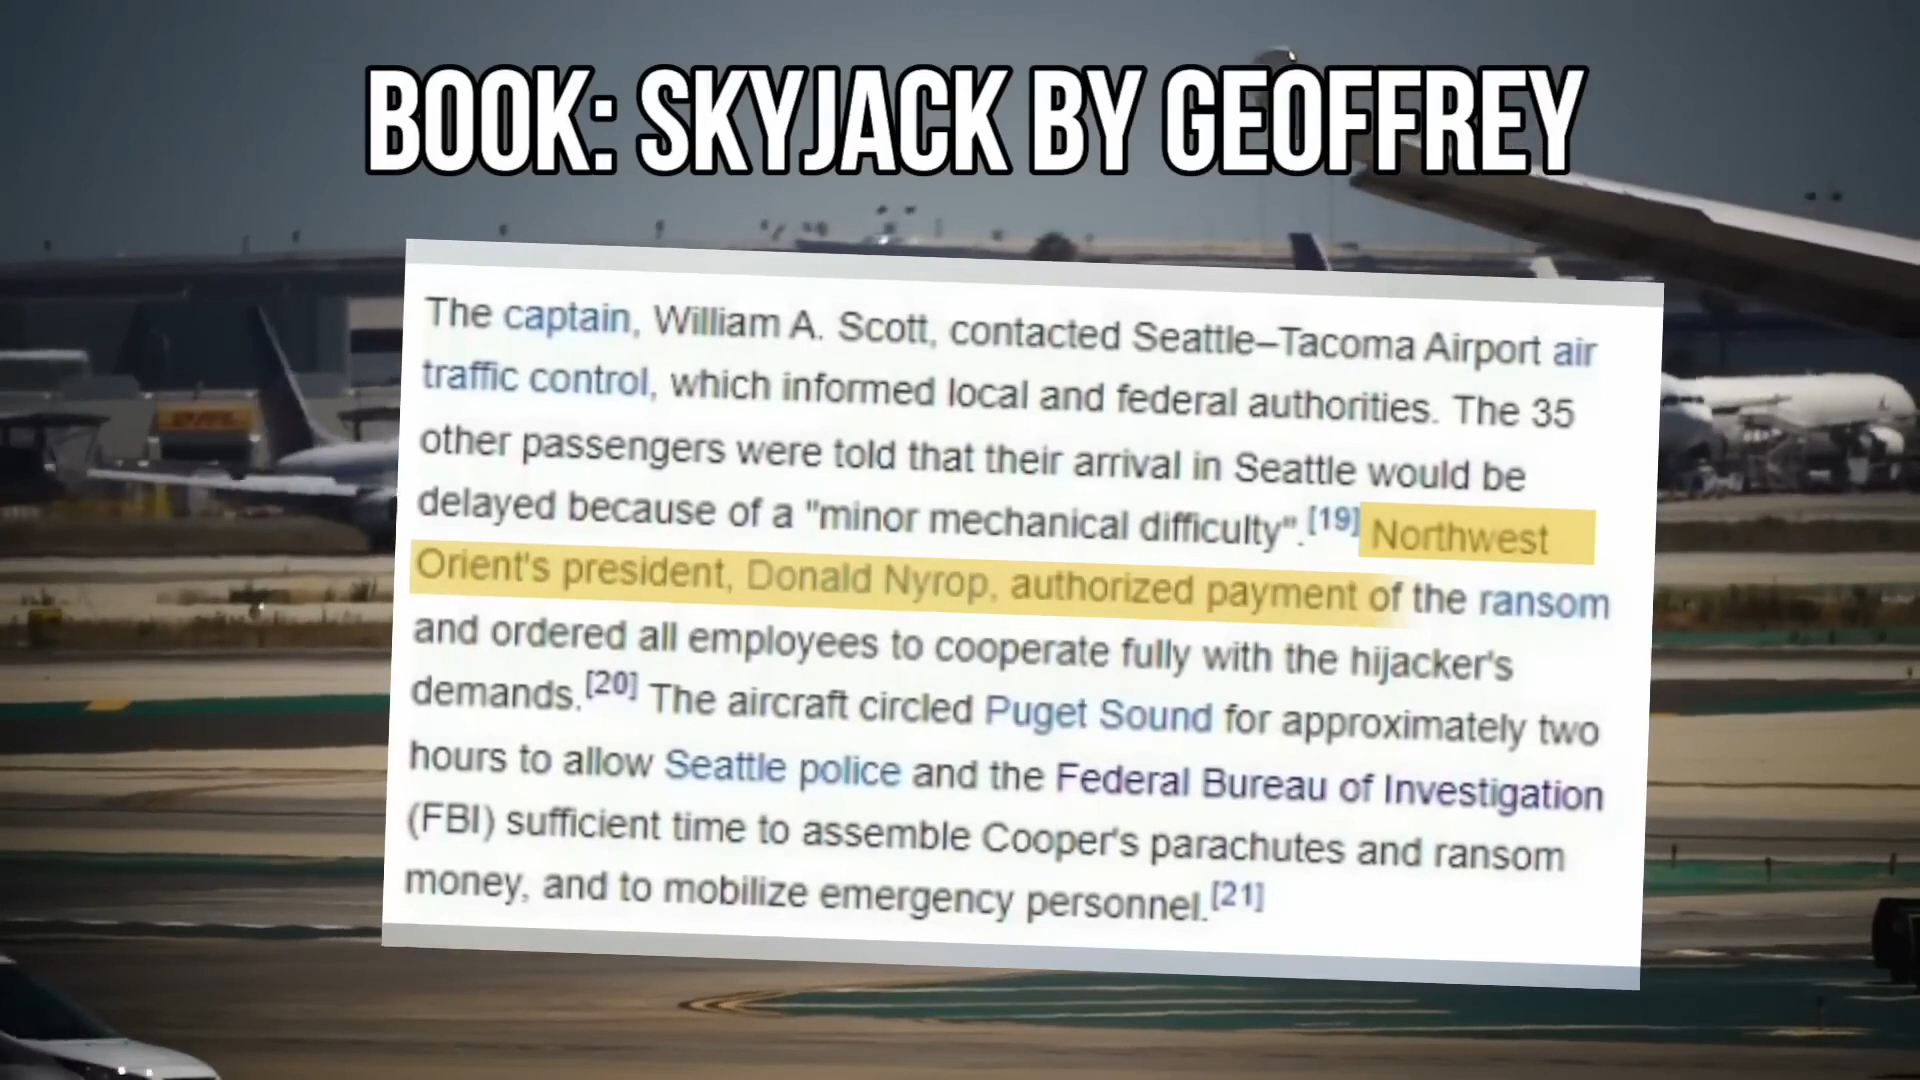 BOOK: SKYJACK BY GEOFFREY
The captain, William A. Scott, contacted Seattle–Tacoma Airport air
traffic control, which informed local and federal authorities. The 35
other passengers were told that their arrival in Seattle would be
delayed because of a "minor mechanical difficulty".[19] Northwest
Orient's president, Donald Nyrop, authorized payment of the ransom
and ordered all employees to cooperate fully with the hijacker's
demands.[20] The aircraft circled Puget Sound for approximately two
hours to allow Seattle police and the Federal Bureau of Investigation
(FBI) sufficient time to assemble Cooper's parachutes and ransom
money, and to mobilize emergency personnel.[21]